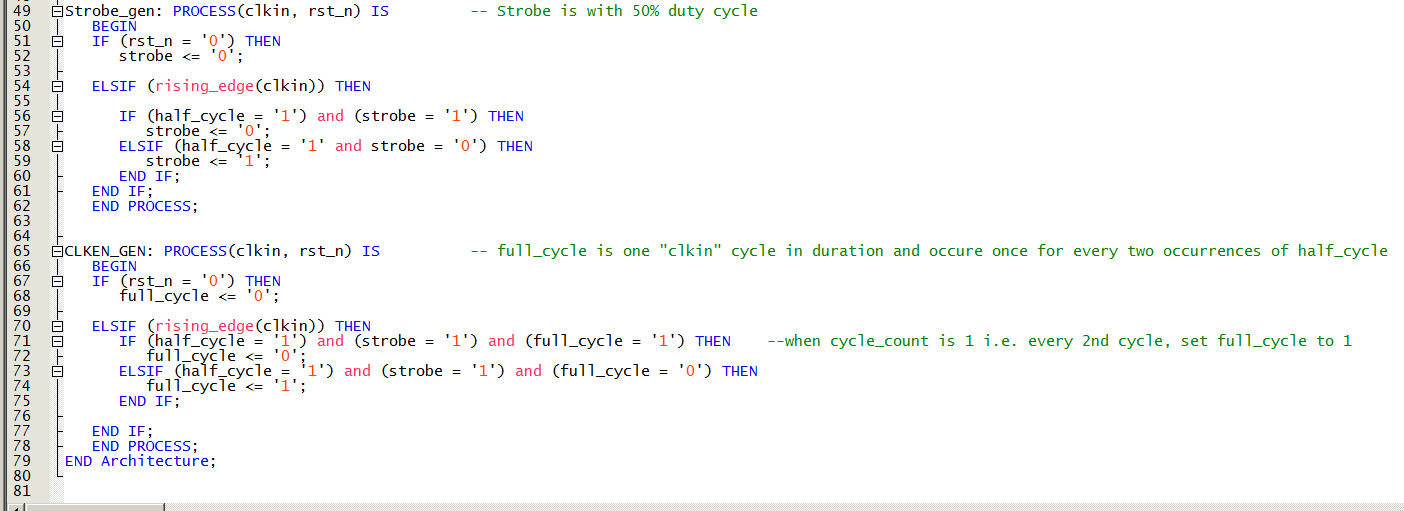 49 Strobe_gen: PROCESS(clkin, rst_n) IS -- Strobe is with 50% duty cycle
50 BEGIN
51 IF (rst_n = '0') THEN
52 strobe <= '0';
53
54 ELSIF (rising_edge(clkin)) THEN
55
56 IF (half_cycle = '1') and (strobe = '1') THEN
57 strobe <= '0';
58 ELSIF (half_cycle = '1' and strobe = '0') THEN
59 strobe <= '1';
60 END IF;
61 END IF;
62 END PROCESS;
63
64
65 CLKEN_GEN: PROCESS(clkin, rst_n) IS -- full_cycle is one "clkin" cycle in duration and occure once for every two occurrences of half_cycle
66 BEGIN
67 IF (rst_n = '0') THEN
68 full_cycle <= '0';
69
70 ELSIF (rising_edge(clkin)) THEN
71 IF (half_cycle = '1') and (strobe = '1') and (full_cycle = '1') THEN --when cycle_count is 1 i.e. every 2nd cycle, set full_cycle to 1
72 full_cycle <= '0';
73 ELSIF (half_cycle = '1') and (strobe = '1') and (full_cycle = '0') THEN
74 full_cycle <= '1';
75 END IF;
76
77 END IF;
78 END PROCESS;
79 END Architecture;
80
81